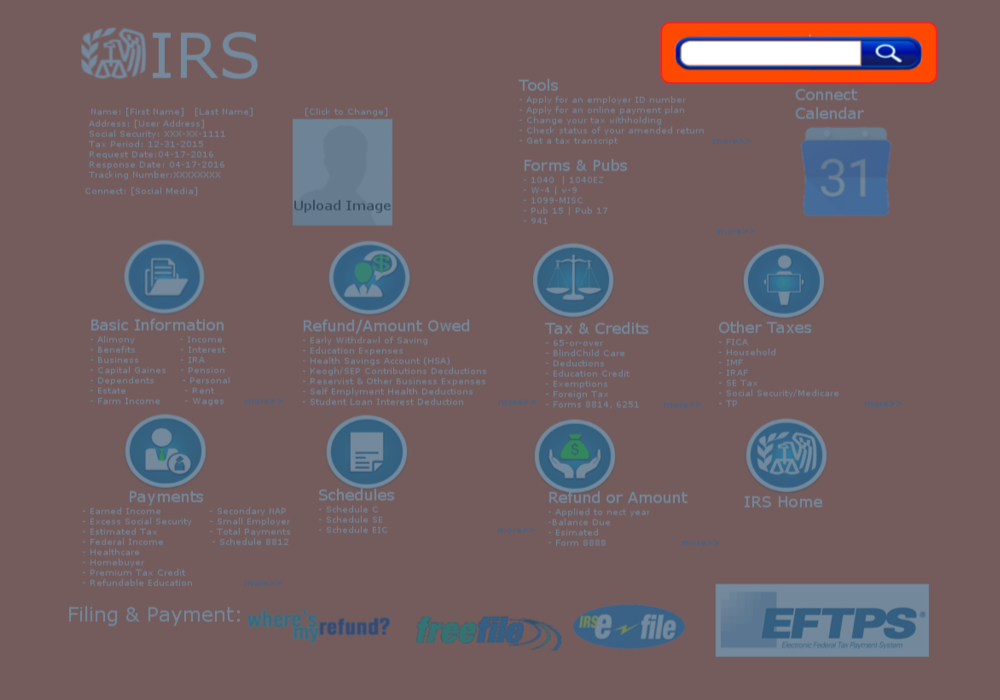 IRS
Tools
- Apply for an employer ID number
- Apply for an online payment plan
- Change your tax withholding
- Check status of your amended return
- Get a tax transcript
Connect
Calendar
31
Name: [First Name] [Last Name]
Address: [User Address]
Social Security: XXX-XX-1111
Tax Period: 12-31-2015
Request Date:04-17-2016
Response Date: 04-17-2016
Tracking Number:XXXXXXXX
Connect: [Social Media]
[Click to Change]
Upload Image
Forms & Pubs
- 1040 | 1040EZ
- W-4 | v-9
- 1099-MISC
- Pub 15 | Pub 17
- 941
Basic Information
- Alimony
- Benefits
- Business
- Capital Gaines
- Dependents
- Estate
- Farm Income
- Income
- Interest
- IRA
- Pension
- Personal
- Rent
- Wages
Refund/Amount Owed
- Early Withdraul of Saving
- Education Expenses
- Health Savings Account (HSA)
- Keogh/SEP Contributions Decductions
- Reservist & Other Business Expenses
- Self Emplyment Health Deductions
- Student Loan Interest Deduction
Tax & Credits
- 65-or-over
- BlindChild Care
- Deductions
- Education Credit
- Exemptions
- Foreign Tax
- Forms 8814, 6251
Other Taxes
- FICA
- Household
- IMF
- IRAF
- SE Tax
- Social Security/Medicare
- TP
Payments
- Earned Income
- Excess Social Security
- Estimated Tax
- Federal Income
- Healthcare
- Homebuyer
- Premium Tax Credit
- Refundable Education
- Secondary NAP
- Small Employer
- Total Payments
- Schedule 8812
Schedules
- Schedule C
- Schedule SE
- Schedule EIC
Refund or Amount
- Applied to nect year
-Balance Due
- Esimated
- Form 8888
IRS Home
Filing & Payment:
where's
my refund?
freefile
IRS e file
EFTPS®
Electronic Federal Tax Payment System